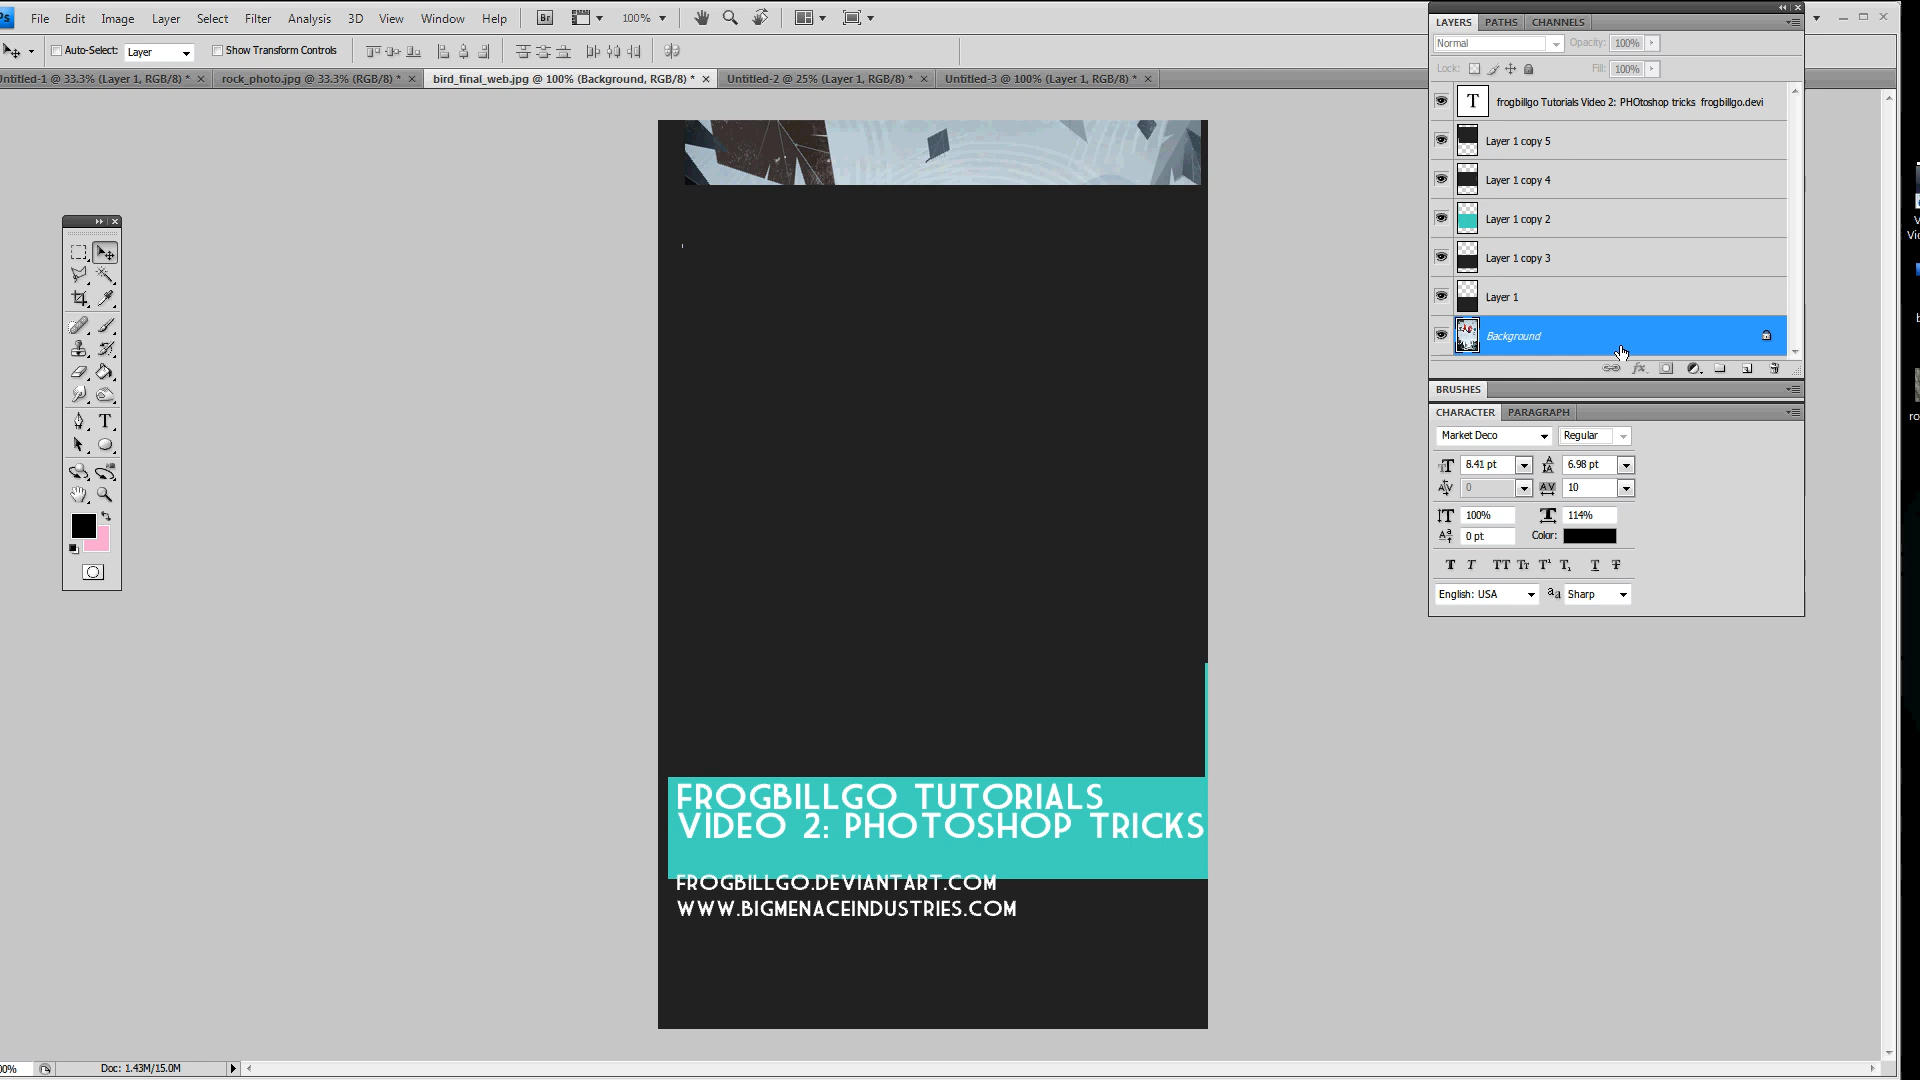 Ps File Edit Image Layer Select Filter Analysis 3D View Window Help Br 100%
Auto-Select: Layer Show Transform Controls
Untitled-1 @ 33.3% (Layer 1, RGB/8) * rock_photo.jpg @ 33.3% (RGB/8) * bird_final_web.jpg @ 100% (Background, RGB/8) * Untitled-2 @ 25% (Layer 1, RGB/8) * Untitled-3 @ 100% (Layer 1, RGB/8) *
LAYERS PATHS CHANNELS
Normal Opacity: 100%
Lock: Fill: 100%
T frogbillgo Tutorials Video 2: PHOtoshop tricks frogbillgo.devi
Layer 1 copy 5
Layer 1 copy 4
Layer 1 copy 2
Layer 1 copy 3
Layer 1
Background
BRUSHES
CHARACTER PARAGRAPH
Market Deco Regular
8.41 pt 6.98 pt
0 10
100% 114%
0 pt Color:
English: USA Sharp
FROGBILLGO TUTORIALS
VIDEO 2: PHOTOSHOP TRICKS
FROGBILLGO.DEVIANTART.COM
WWW.BIGMENACEINDUSTRIES.COM
Doc: 1.43M/15.0M